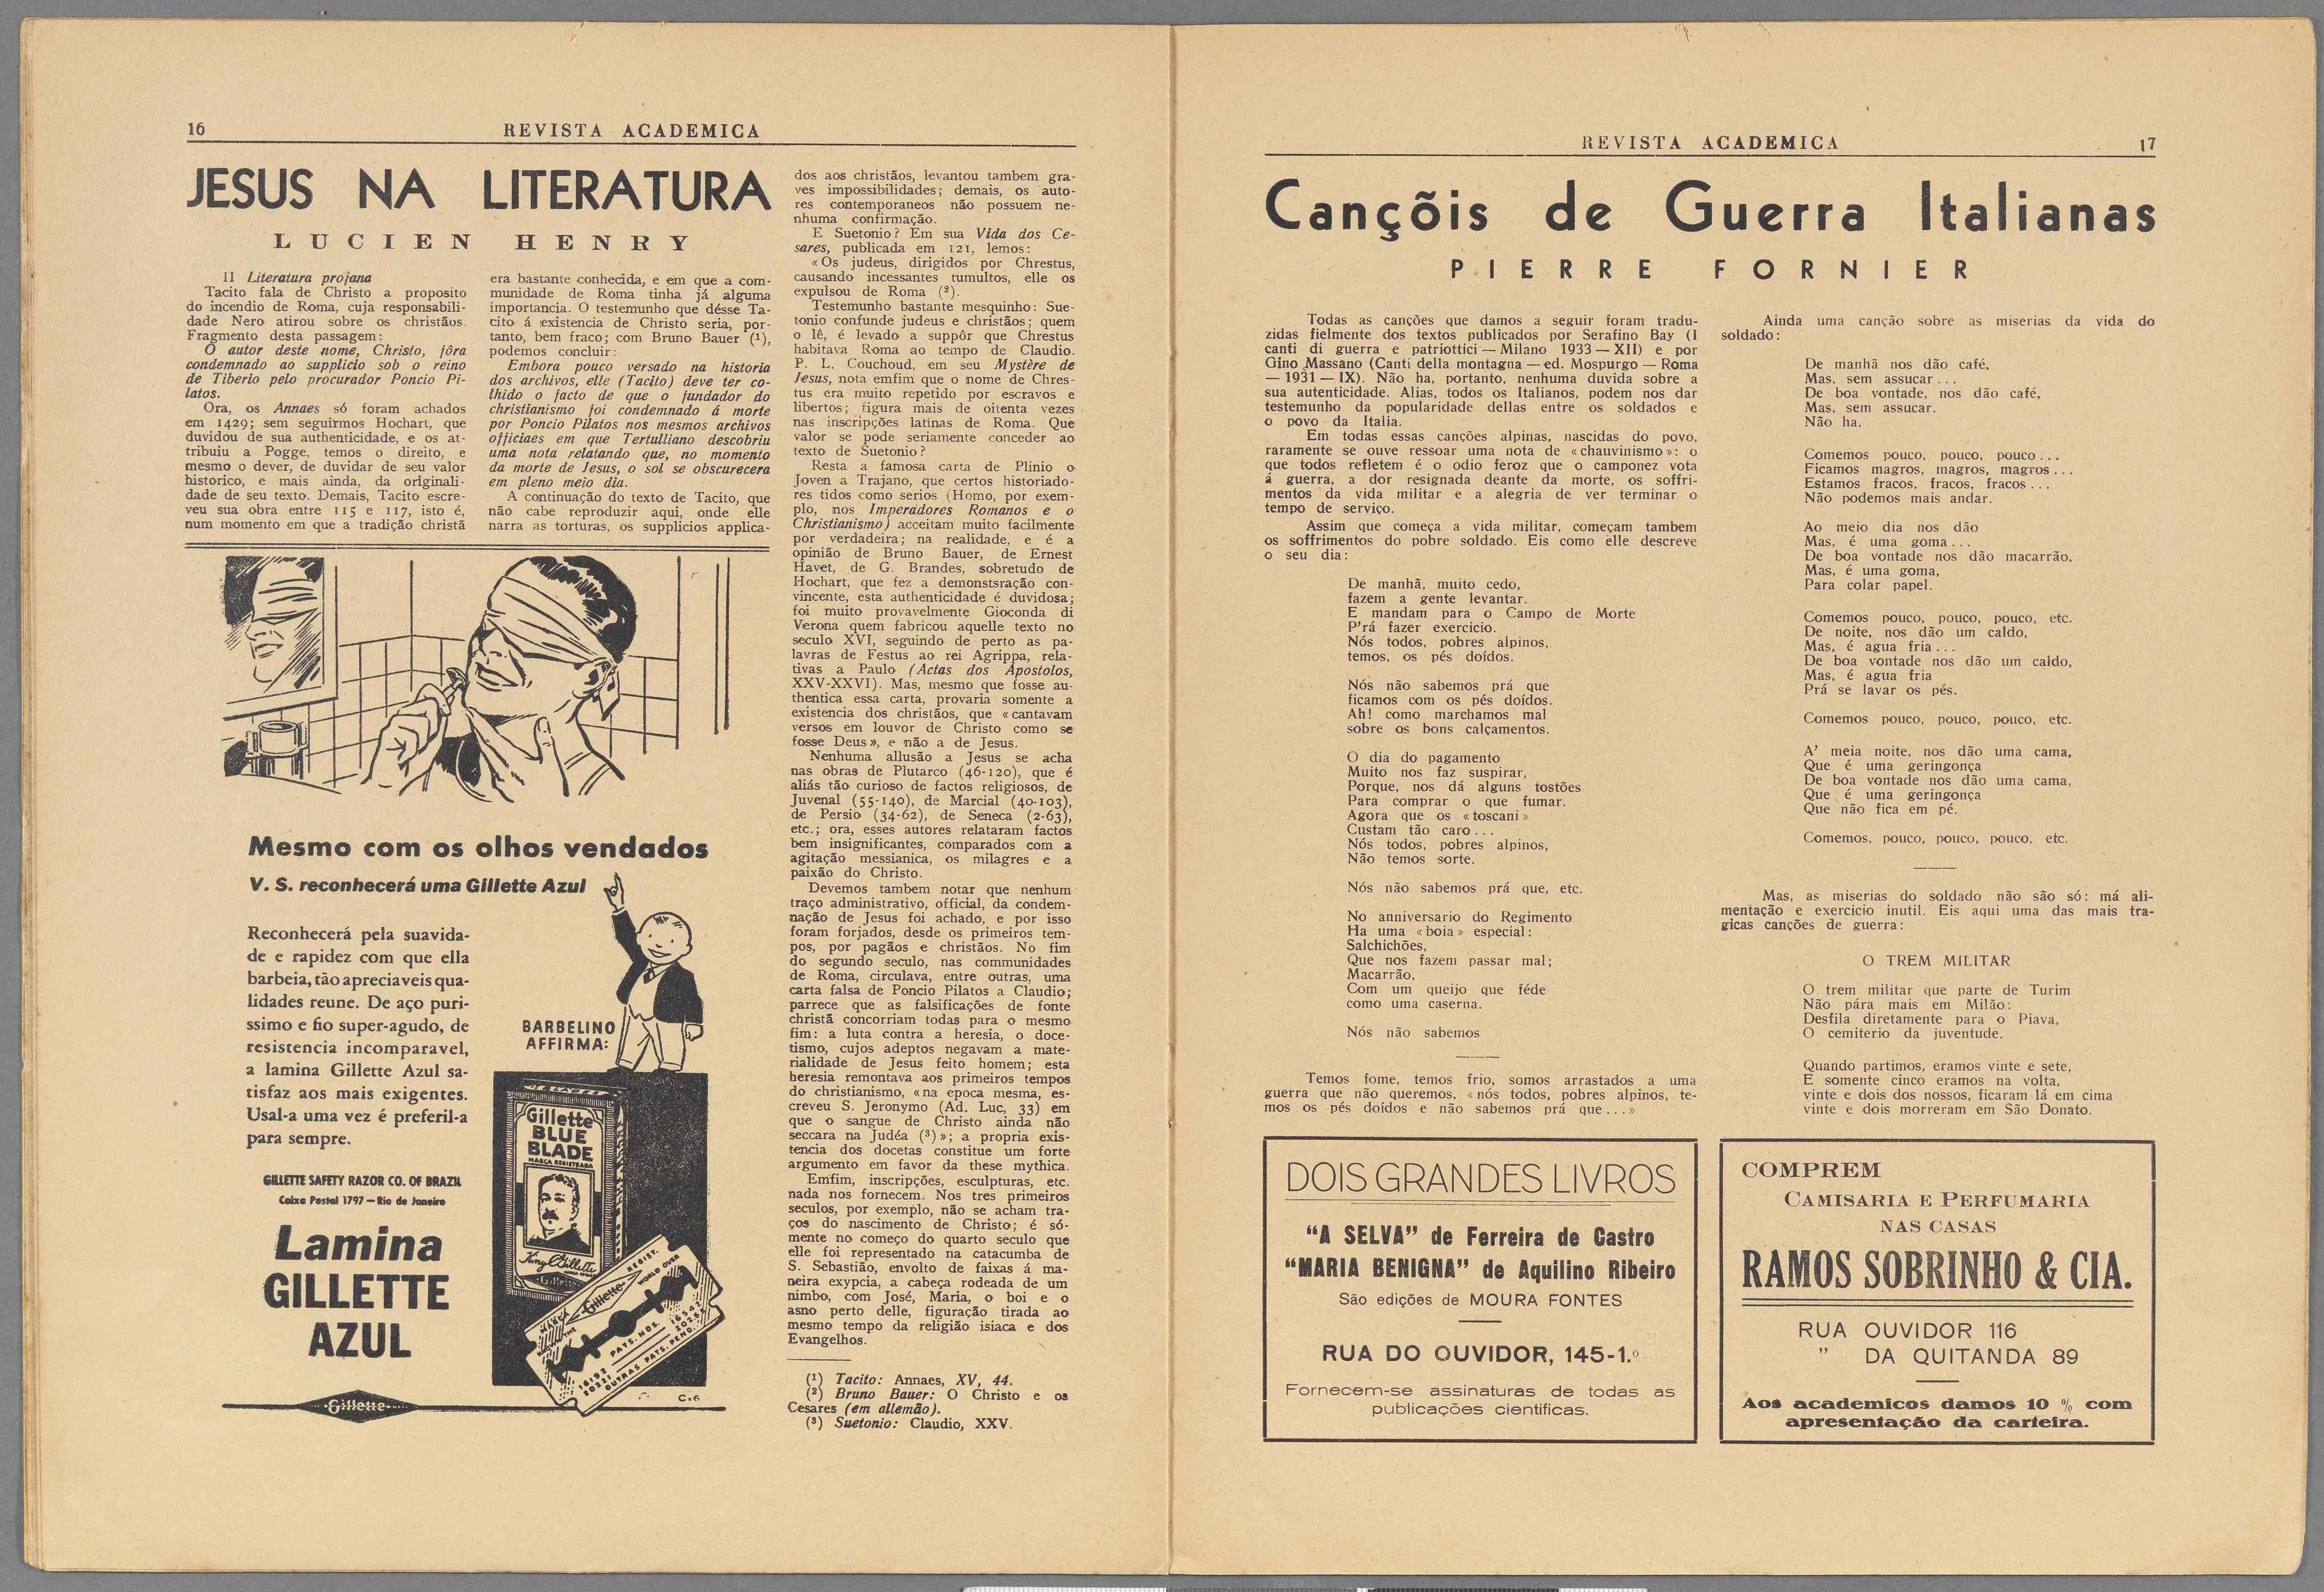 16
REVISTA ACADEMICA
JESUS NA LITERATURA
LUCIEN HENRY
II Literatura profana
Tacito fala de Christo a proposito
do incendio de Roma, cuja responsabili-
dade Nero atirou sobre os christãos.
Fragmento desta passagem:
O autor deste nome, Christo, fôra
condemnado ao supplicio sob o reino
de Tiberio pelo procurador Poncio Pi-
latos.
Ora, os Annaes só foram achados
em 1429; sem seguirmos Hochart, que
duvidou de sua authenticidade, e os at-
tribuiu a Pogge, temos o direito, e
mesmo o dever, de duvidar de seu valor
historico, e mais ainda, da originali-
dade de seu texto. Demais, Tacito escre-
veu sua obra entre 115 e 117, isto é,
num momento em que a tradição christã
era bastante conhecida, e em que a com-
munidade de Roma tinha já alguma
importancia. O testemunho que désse Ta-
cito á existencia de Christo seria, por-
tanto, bem fraco; com Bruno Bauer (¹),
podemos concluir:
Embora pouco versado na historia
dos archivos, elle (Tacito) deve ter co-
lhido o facto de que o fundador do
christianismo foi condemnado á morte
por Poncio Pilatos nos mesmos archivos
officiaes em que Tertulliano descobriu
uma nota relatando que, no momento
da morte de Jesus, o sol se obscurecera
em pleno meio dia.
A continuação do texto de Tacito, que
não cabe reproduzir aqui, onde elle
narra as torturas, os supplicios applica-
dos aos christãos, levantou tambem gra-
ves impossibilidades; demais, os auto-
res contemporaneos não possuem ne-
nhuma confirmação.
E Suetonio? Em sua Vida dos Ce-
sares, publicada em 121, lemos:
«Os judeus, dirigidos por Chrestus,
causando incessantes tumultos, elle os
expulsou de Roma (²).
Testemunho bastante mesquinho: Sue-
tonio confunde judeus e christãos; quem
o lê, é levado a suppôr que Chrestus
habitava Roma ao tempo de Claudio.
P. L. Couchoud, em seu Mystère de
Jesus, nota emfim que o nome de Chres-
tus era muito repetido por escravos e
libertos; figura mais de oitenta vezes
nas inscripções latinas de Roma. Que
valor se pode seriamente conceder ao
texto de Suetonio?
Resta a famosa carta de Plinio o
Joven a Trajano, que certos historiado-
res tidos como serios (Homo, por exem-
plo, nos Imperadores Romanos e o
Christianismo) acceitam muito facilmente
por verdadeira; na realidade, e é a
opinião de Bruno Bauer, de Ernest
Havet, de G. Brandes, sobretudo de
Hochart, que fez a demonstsração con-
vincente, esta authenticidade é duvidosa;
foi muito provavelmente Gioconda di
Verona quem fabricou aquelle texto no
seculo XVI, seguindo de perto as pa-
lavras de Festus ao rei Agrippa, rela-
tivas a Paulo (Actas dos Apostolos,
XXV-XXVI). Mas, mesmo que fosse au-
thentica essa carta, provaria somente a
existencia dos christãos, que «cantavam
versos em louvor de Christo como se
fosse Deus», e não a de Jesus.
Nenhuma allusão a Jesus se acha
nas obras de Plutarco (46-120), que é
aliás tão curioso de factos religiosos, de
Juvenal (55-140), de Marcial (40-103),
de Persio (34-62), de Seneca (2-63),
etc.; ora, esses autores relataram factos
bem insignificantes, comparados com a
agitação messianica, os milagres e a
paixão do Christo.
Devemos tambem notar que nenhum
traço administrativo, official, da condem-
nação de Jesus foi achado, e por isso
foram forjados, desde os primeiros tem-
pos, por pagãos e christãos. No fim
do segundo seculo, nas communidades
de Roma, circulava, entre outras, uma
carta falsa de Poncio Pilatos a Claudio;
parrece que as falsificações de fonte
christã concorriam todas para o mesmo
fim: a luta contra a heresia, o doce-
tismo, cujos adeptos negavam a mate-
rialidade de Jesus feito homem; esta
heresia remontava aos primeiros tempos
do christianismo, «na epoca mesma, es-
creveu S. Jeronymo (Ad. Luc, 33) em
que o sangue de Christo ainda não
seccara na Judéa (³)»; a propria exis-
tencia dos docetas constitue um forte
argumento em favor da these mythica.
Emfim, inscripções, esculpturas, etc.
nada nos fornecem. Nos tres primeiros
seculos, por exemplo, não se acham tra-
ços do nascimento de Christo; é só-
mente no começo do quarto seculo que
elle foi representado na catacumba de
S. Sebastião, envolto de faixas á ma-
neira exypcia, a cabeça rodeada de um
nimbo, com José, Maria, o boi e o
asno perto delle, figuração tirada ao
mesmo tempo da religião isiaca e dos
Evangelhos.
(¹) Tacito: Annaes, XV, 44.
(²) Bruno Bauer: O Christo e os
Cesares (em allemão).
(³) Suetonio: Claudio, XXV.
Mesmo com os olhos vendados
V. S. reconhecerá uma Gillette Azul
Reconhecerá pela suavida-
de e rapidez com que ella
barbeia, tão apreciaveis qua-
lidades reune. De aço puri-
ssimo e fio super-agudo, de
resistencia incomparavel,
a lamina Gillette Azul sa-
tisfaz aos mais exigentes.
Usal-a uma vez é preferil-a
para sempre.
BARBELINO
AFFIRMA:
GILLETTE SAFETY RAZOR CO. OF BRAZIL
Caixa Postal 1797 — Rio de Janeiro
Lamina
GILLETTE
AZUL
Gillette
Gillette
BLUE
BLADE
MARCA REGISTRADA
King C Gillette
Gillette
MARCA
REGIST.
KNOWN THE
WORLD OVER
Gillette
PATS. NOS.
OUTRAS PATS. PEND.
C-6
REVISTA ACADEMICA
17
Cançõis de Guerra Italianas
PIERRE FORNIER
Todas as canções que damos a seguir foram tradu-
zidas fielmente dos textos publicados por Serafino Bay (I
canti di guerra e patriottici — Milano 1933 — XII) e por
Gino Massano (Canti della montagna — ed. Mospurgo — Roma
— 1931 — IX). Não ha, portanto, nenhuma duvida sobre a
sua autenticidade. Alias, todos os Italianos, podem nos dar
testemunho da popularidade dellas entre os soldados e
o povo da Italia.
Em todas essas canções alpinas, nascidas do povo,
raramente se ouve ressoar uma nota de «chauvinismo»: o
que todos refletem é o odio feroz que o camponez vota
á guerra, a dor resignada deante da morte, os soffri-
mentos da vida militar e a alegria de ver terminar o
tempo de serviço.
Assim que começa a vida militar, começam tambem
os soffrimentos do pobre soldado. Eis como elle descreve
o seu dia:
De manhã, muito cedo,
fazem a gente levantar.
E mandam para o Campo de Morte
P'rá fazer exercicio.
Nós todos, pobres alpinos,
temos, os pés doídos.
Nós não sabemos prá que
ficamos com os pés doídos.
Ah! como marchamos mal
sobre os bons calçamentos.
O dia do pagamento
Muito nos faz suspirar,
Porque, nos dá alguns tostões
Para comprar o que fumar.
Agora que os «toscani»
Custam tão caro...
Nós todos, pobres alpinos,
Não temos sorte.
Nós não sabemos prá que, etc.
No anniversario do Regimento
Ha uma «boia» especial:
Salchichões,
Que nos fazem passar mal;
Macarrão,
Com um queijo que féde
como uma caserna.
Nós não sabemos
Temos fome, temos frio, somos arrastados a uma
guerra que não queremos, «nós todos, pobres alpinos, te-
mos os pés doídos e não sabemos prá que...»
Ainda uma canção sobre as miserias da vida do
soldado:
De manhã nos dão café,
Mas, sem assucar...
De boa vontade, nos dão café,
Mas, sem assucar.
Não ha.
Comemos pouco, pouco, pouco...
Ficamos magros, magros, magros...
Estamos fracos, fracos, fracos...
Não podemos mais andar.
Ao meio dia nos dão
Mas, é uma goma...
De boa vontade nos dão macarrão,
Mas, é uma goma,
Para colar papel.
Comemos pouco, pouco, pouco, etc.
De noite, nos dão um caldo,
Mas, é agua fria...
De boa vontade nos dão um caldo,
Mas, é agua fria
Prá se lavar os pés.
Comemos pouco, pouco, pouco, etc.
A' meia noite, nos dão uma cama,
Que é uma geringonça
De boa vontade nos dão uma cama,
Que é uma geringonça
Que não fica em pé.
Comemos, pouco, pouco, pouco, etc.
Mas, as miserias do soldado não são só: má ali-
mentação e exercicio inutil. Eis aqui uma das mais tra-
gicas canções de guerra:
O TREM MILITAR
O trem militar que parte de Turim
Não pára mais em Milão:
Desfila diretamente para o Piava,
O cemiterio da juventude.
Quando partimos, eramos vinte e sete,
E somente cinco eramos na volta,
vinte e dois dos nossos, ficaram lá em cima
vinte e dois morreram em São Donato.
DOIS GRANDES LIVROS
"A SELVA" de Ferreira de Castro
"MARIA BENIGNA" de Aquilino Ribeiro
São edições de MOURA FONTES
RUA DO OUVIDOR, 145-1.º
Fornecem-se assinaturas de todas as
publicações cientificas.
COMPREM
CAMISARIA E PERFUMARIA
NAS CASAS
RAMOS SOBRINHO & CIA.
RUA OUVIDOR 116
" DA QUITANDA 89
Aos academicos damos 10 % com
apresentação da carteira.